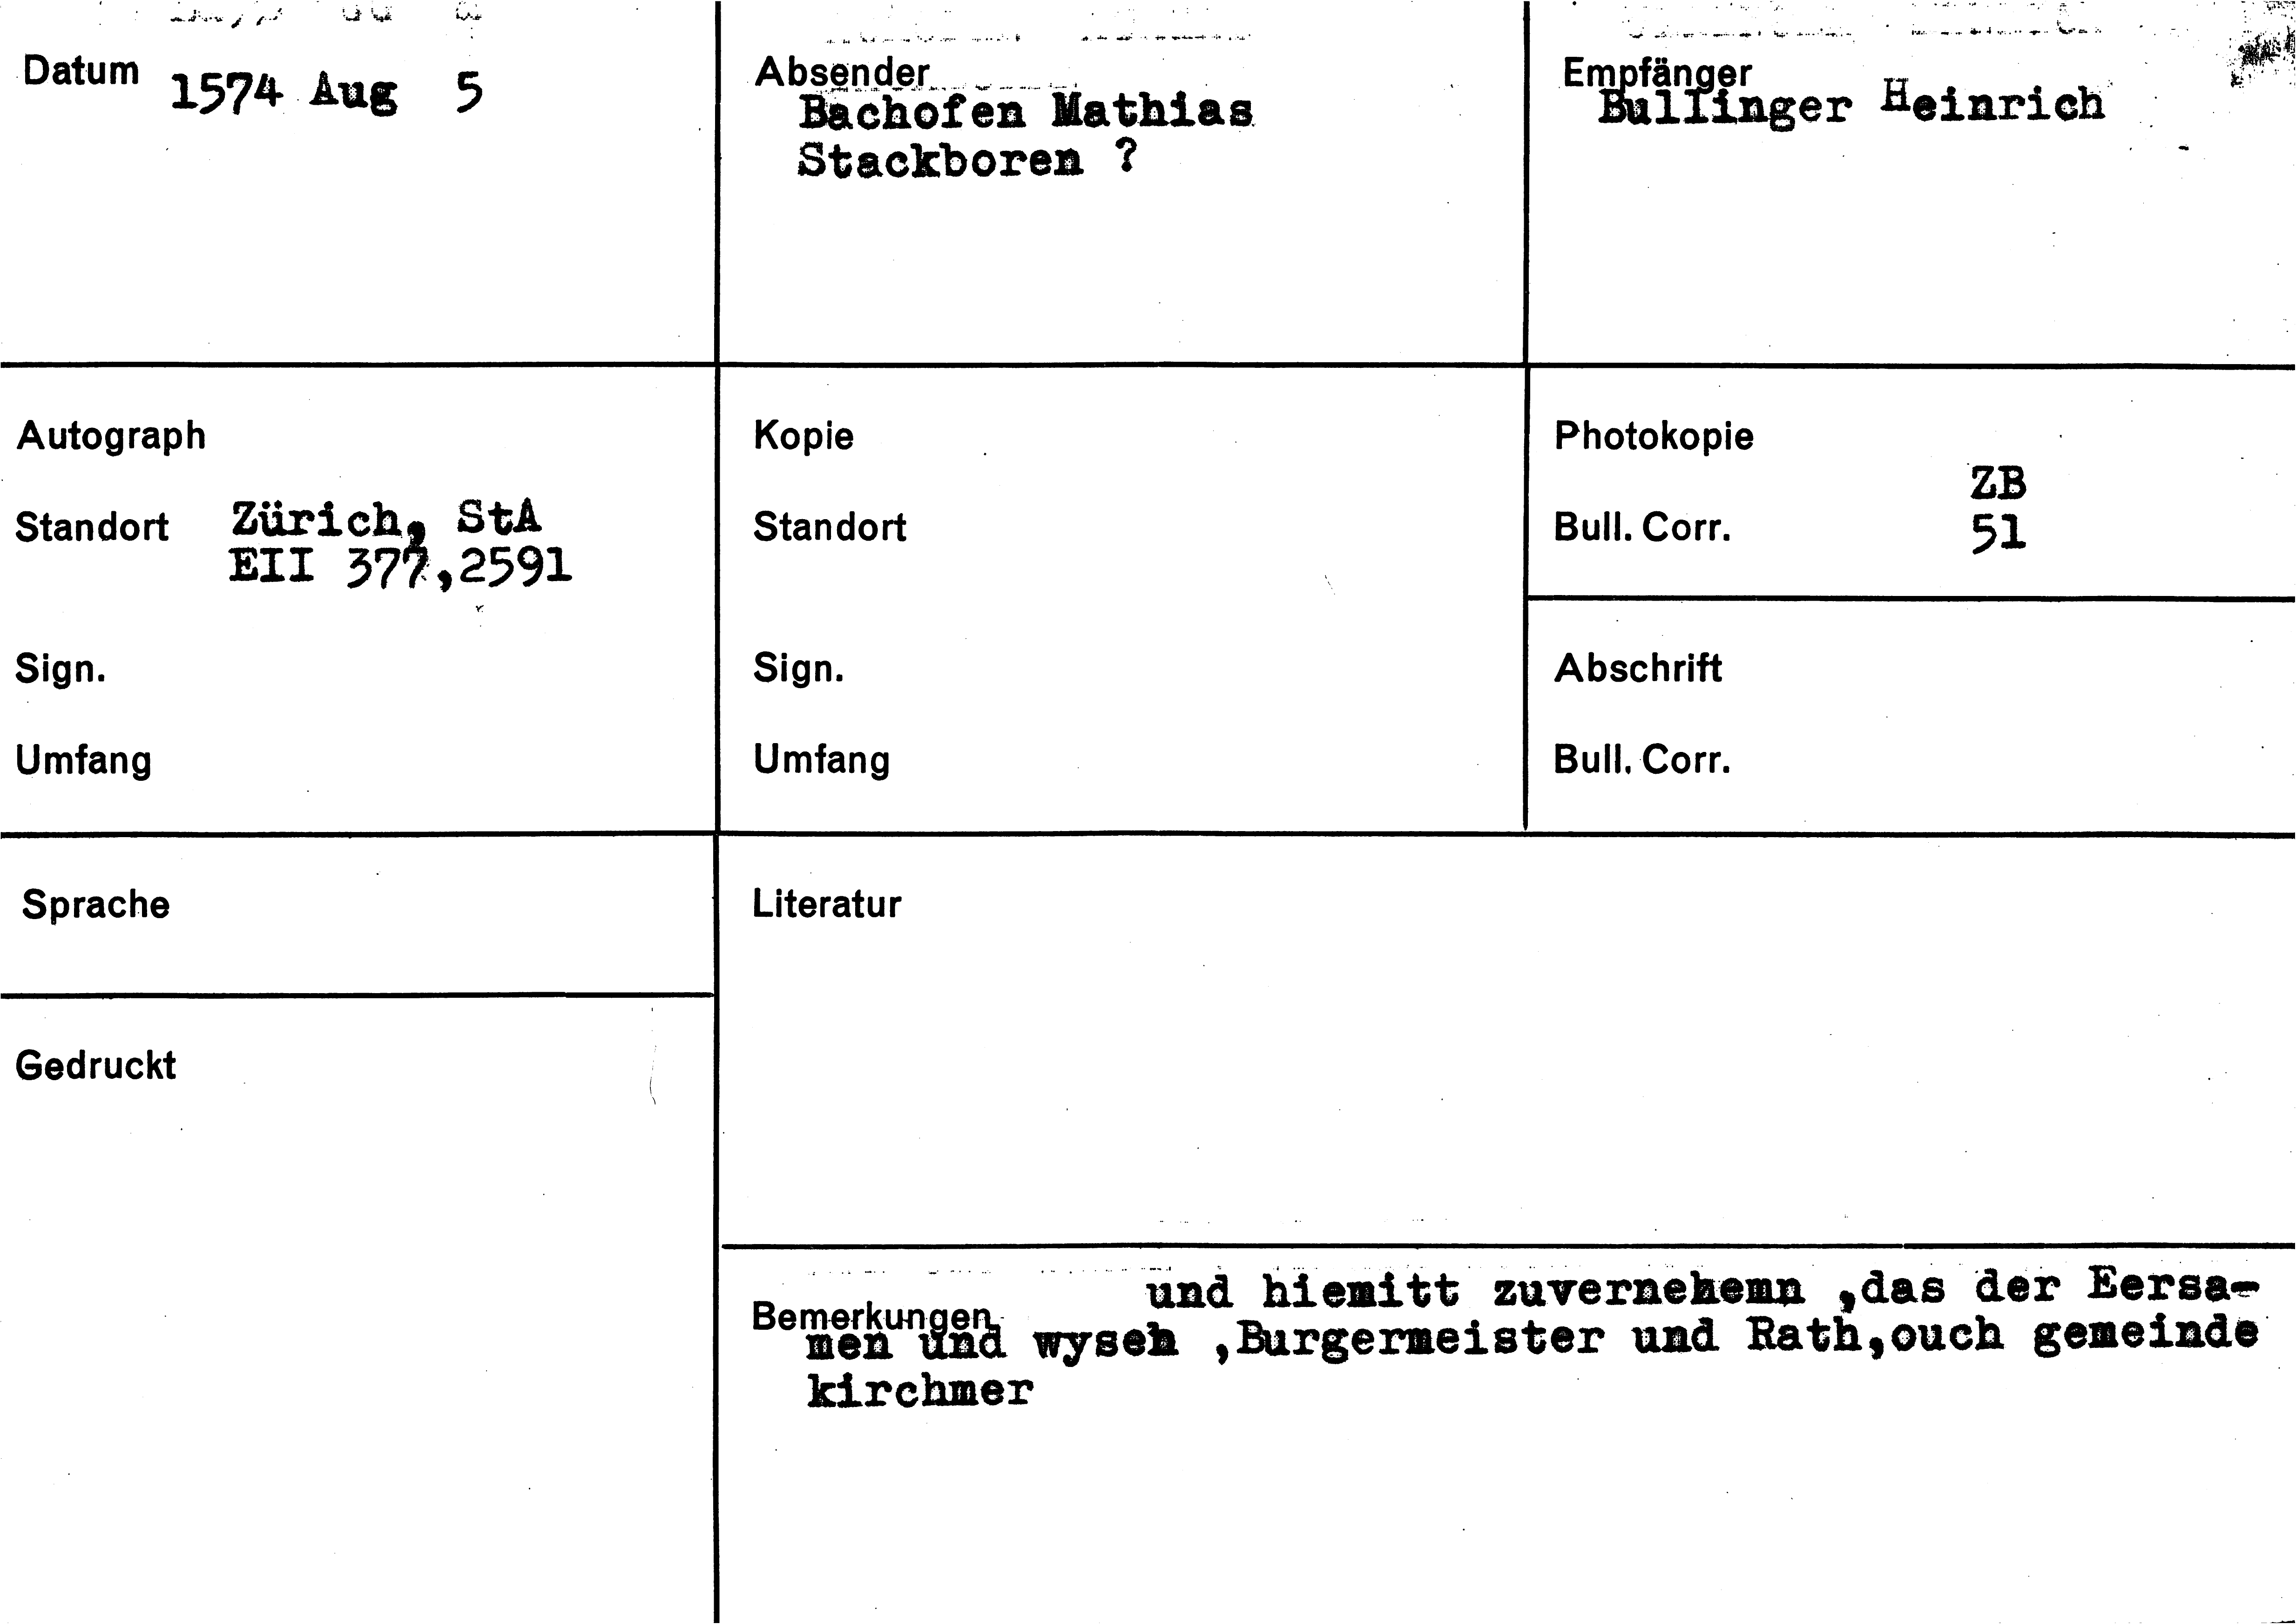 Datum 1574 Aug 5
Absender
Bachofen Mathias
Stackboren ?
Empfänger
Bullinger Heinrich
Autograph
Standort Zürich, StA
EII 377,2591
Sign.
Umfang
Kopie
Standort
Sign.
Umfang
Photokopie
ZB
Bull. Corr. 51
Abschrift
Bull. Corr.
Sprache
Gedruckt
Literatur
Bemerkungen
und hiemitt zuvernehemn ,das der Eersa-
men und wyseh ,Burgermeister und Rath,ouch gemeinde
kirchmer